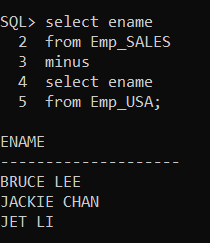 SQL> select ename
2 from Emp_SALES
3 minus
4 select ename
5 from Emp_USA;
ENAME
--------------------
BRUCE LEE
JACKIE CHAN
JET LI